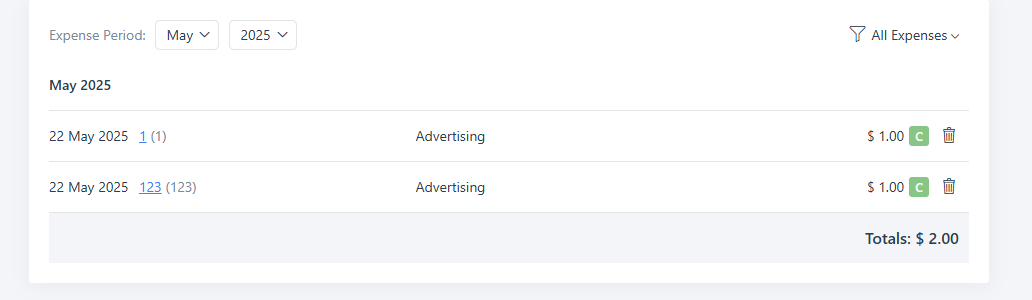 Expense Period: May 2025 All Expenses
May 2025
22 May 2025 1 (1) Advertising $ 1.00 C
22 May 2025 123 (123) Advertising $ 1.00 C
Totals: $ 2.00